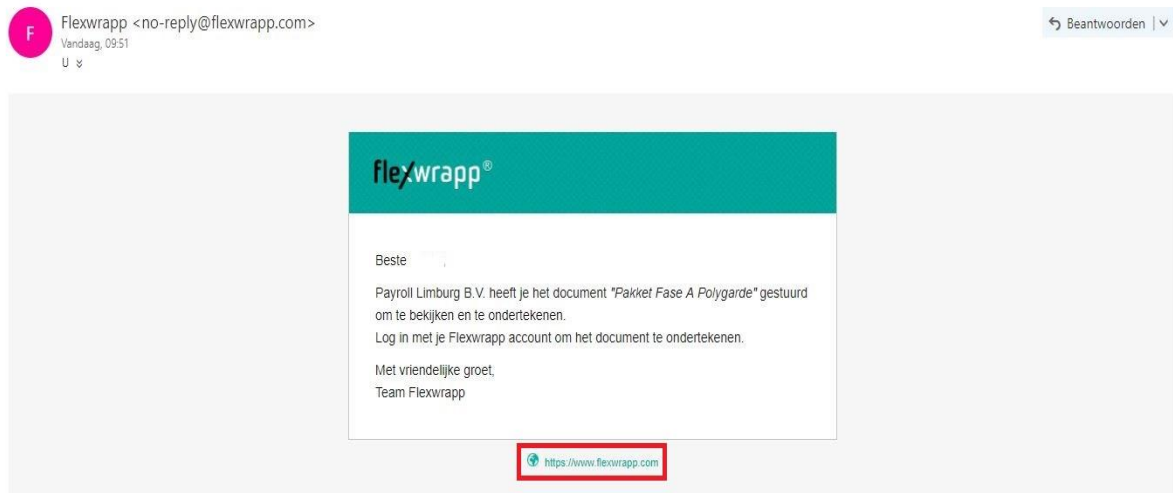 F
Flexwrapp <no-reply@flexwrapp.com>
Vandaag, 09:51
U
Beantwoorden
flexwrapp®
Beste ,
Payroll Limburg B.V. heeft je het document "Pakket Fase A Polygarde" gestuurd
om te bekijken en te ondertekenen.
Log in met je Flexwrapp account om het document te ondertekenen.
Met vriendelijke groet,
Team Flexwrapp
https://www.flexwrapp.com